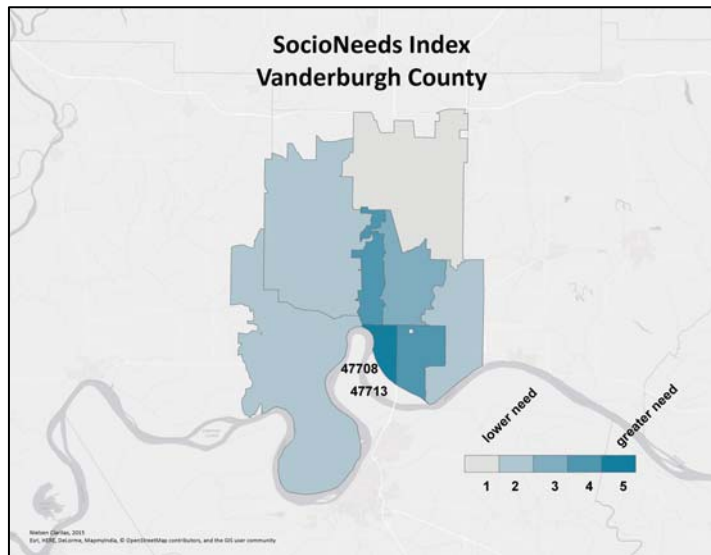 SocioNeeds Index
Vanderburgh County
47708
47713
lower need
greater need
1 2 3 4 5
Nielsen Claritas, 2015
Esri, HERE, DeLorme, MapmyIndia, © OpenStreetMap contributors, and the GIS user community